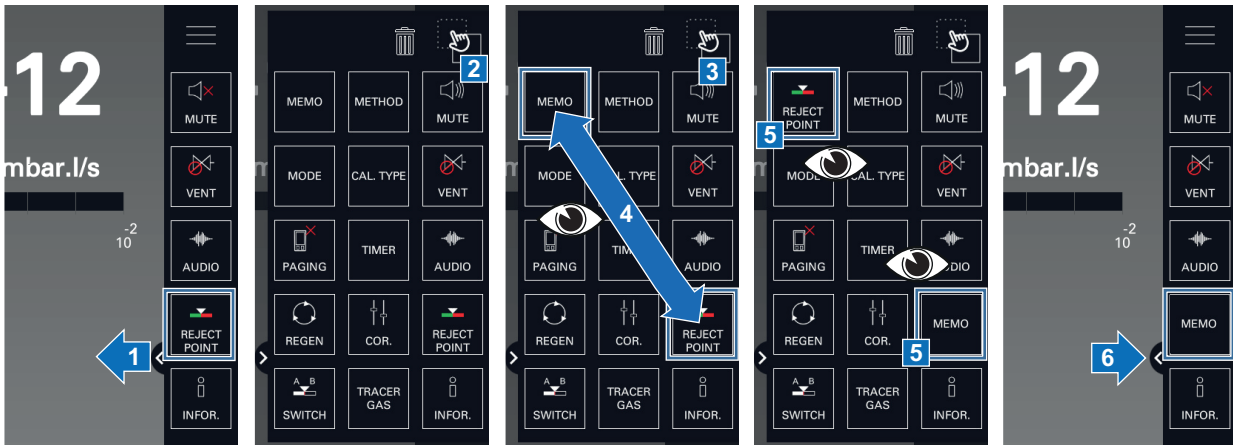 -12
mbar.l/s
-2
10
MUTE
VENT
AUDIO
REJECT
POINT
INFOR.
1
2
MEMO
METHOD
MUTE
MODE
CAL. TYPE
VENT
PAGING
TIMER
AUDIO
REGEN
COR.
REJECT
POINT
A B
SWITCH
TRACER
GAS
INFOR.
3
MEMO
METHOD
MUTE
MODE
CAL. TYPE
VENT
4
PAGING
TIM
AUDIO
REGEN
COR.
REJECT
POINT
A B
SWITCH
TRACER
GAS
INFOR.
REJECT
POINT
5
METHOD
MUTE
MODE
CAL. TYPE
VENT
PAGING
TIMER
DIO
REGEN
COR.
MEMO
5
A B
SWITCH
TRACER
GAS
INFOR.
12
mbar.l/s
-2
10
MUTE
VENT
AUDIO
MEMO
6
INFOR.